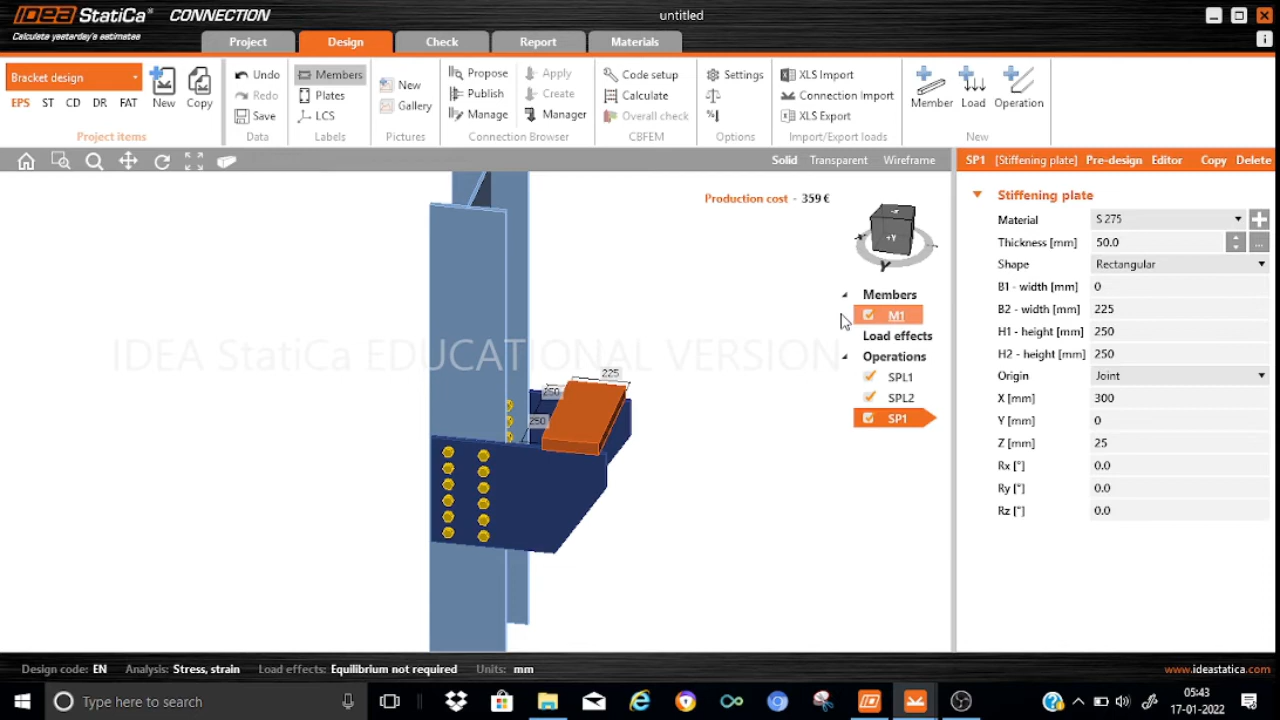 IDEA StatiCa® CONNECTION
Calculate yesterday's estimates
untitled
Project
Design
Check
Report
Materials
Bracket design
EPS ST CD DR FAT
New
Copy
Project items
Undo
Redo
Save
Data
Members
Plates
LCS
Labels
New
Gallery
Pictures
Propose
Publish
Manage
Apply
Create
Manager
Connection Browser
Code setup
Calculate
Overall check
CBFEM
Settings
Options
XLS Import
Connection Import
XLS Export
Import/Export loads
Member
Load
Operation
New
Solid Transparent Wireframe
SP1 [Stiffening plate] Pre-design Editor Copy Delete
Production cost - 359 €
+Y
Y
Members
M1
Load effects
Operations
SPL1
SPL2
SP1
225
250
250
IDEA StatiCa EDUCATIONAL VERSION
Stiffening plate
Material S 275
Thickness [mm] 50.0
Shape Rectangular
B1 - width [mm] 0
B2 - width [mm] 225
H1 - height [mm] 250
H2 - height [mm] 250
Origin Joint
X [mm] 300
Y [mm] 0
Z [mm] 25
Rx [°] 0.0
Ry [°] 0.0
Rz [°] 0.0
Design code: EN Analysis: Stress, strain Load effects: Equilibrium not required Units: mm
www.ideastatica.com
Type here to search
05:43
17-01-2022